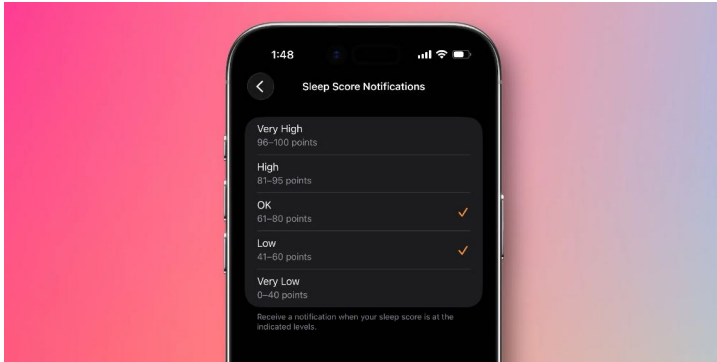 1:48
Sleep Score Notifications
Very High
96–100 points
High
81–95 points
OK
61–80 points
Low
41–60 points
Very Low
0–40 points
Receive a notification when your sleep score is at the
indicated levels.